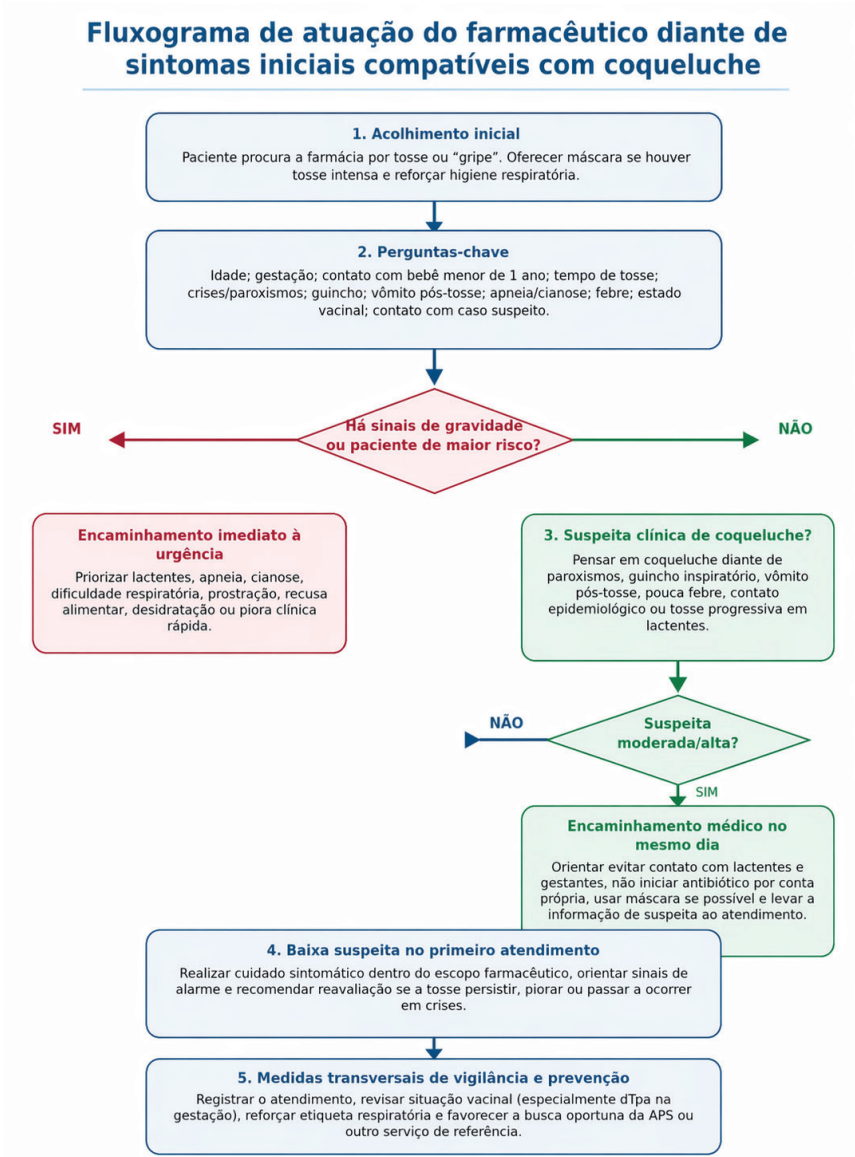 Fluxograma de atuação do farmacêutico diante de
sintomas iniciais compatíveis com coqueluche
1. Acolhimento inicial
Paciente procura a farmácia por tosse ou “gripe”. Oferecer máscara se houver
tosse intensa e reforçar higiene respiratória.
2. Perguntas-chave
Idade; gestação; contato com bebê menor de 1 ano; tempo de tosse;
crises/paroxismos; guincho; vômito pós-tosse; apneia/cianose; febre; estado
vacinal; contato com caso suspeito.
SIM
Há sinais de gravidade
ou paciente de maior risco?
NÃO
Encaminhamento imediato à
urgência
Priorizar lactentes, apneia, cianose,
dificuldade respiratória, prostração, recusa
alimentar, desidratação ou piora clínica
rápida.
3. Suspeita clínica de coqueluche?
Pensar em coqueluche diante de
paroxismos, guincho inspiratório, vômito
pós-tosse, pouca febre, contato
epidemiológico ou tosse progressiva em
lactentes.
NÃO
Suspeita
moderada/alta?
SIM
Encaminhamento médico no
mesmo dia
Orientar evitar contato com lactentes e
gestantes, não iniciar antibiótico por conta
própria, usar máscara se possível e levar a
informação de suspeita ao atendimento.
4. Baixa suspeita no primeiro atendimento
Realizar cuidado sintomático dentro do escopo farmacêutico, orientar sinais de
alarme e recomendar reavaliação se a tosse persistir, piorar ou passar a ocorrer
em crises.
5. Medidas transversais de vigilância e prevenção
Registrar o atendimento, revisar situação vacinal (especialmente dTpa na
gestação), reforçar etiqueta respiratória e favorecer a busca oportuna da APS ou
outro serviço de referência.